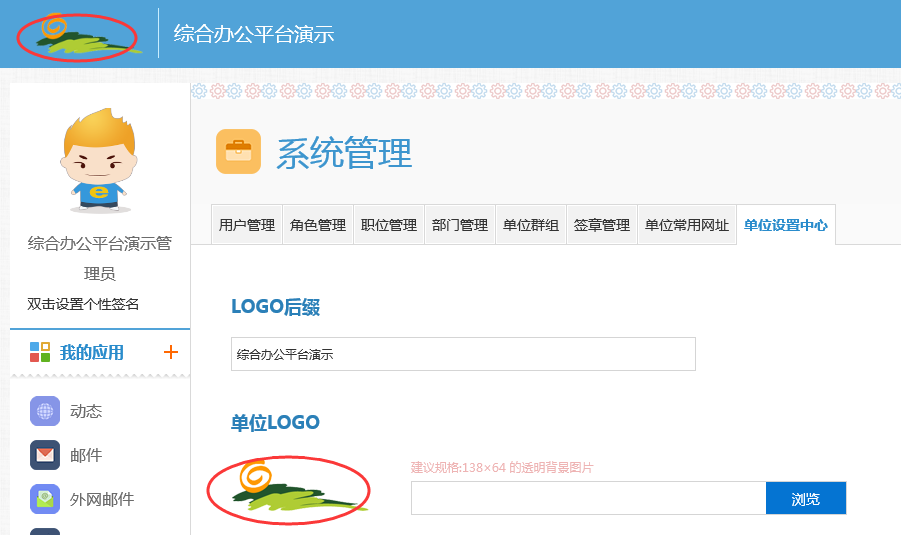 综合办公平台演示
综合办公平台演示管
理员
双击设置个性签名
我的应用
动态
邮件
外网邮件
系统管理
用户管理 角色管理 职位管理 部门管理 单位群组 签章管理 单位常用网址 单位设置中心
LOGO后缀
综合办公平台演示
单位LOGO
建议规格:138×64 的透明背景图片
浏览